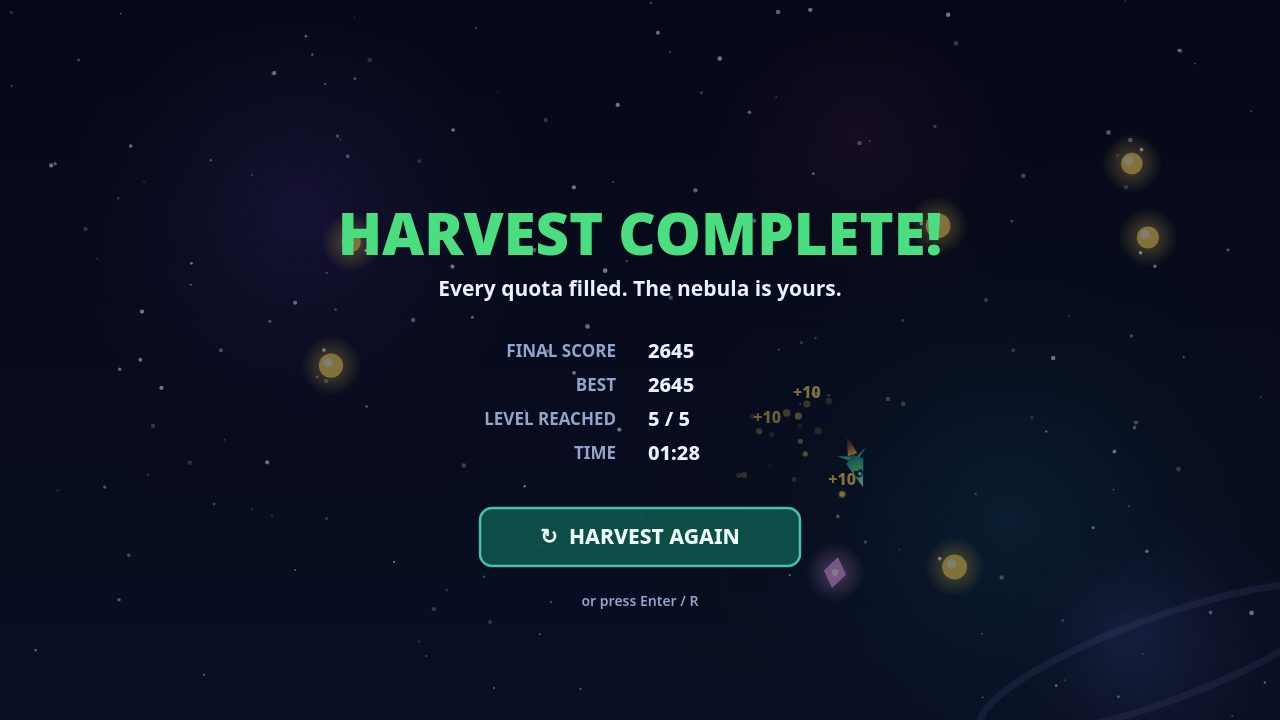 HARVEST COMPLETE!
Every quota filled. The nebula is yours.
FINAL SCORE 2645
BEST 2645
LEVEL REACHED 5 / 5
TIME 01:28
+10
+10
+10
↻ HARVEST AGAIN
or press Enter / R